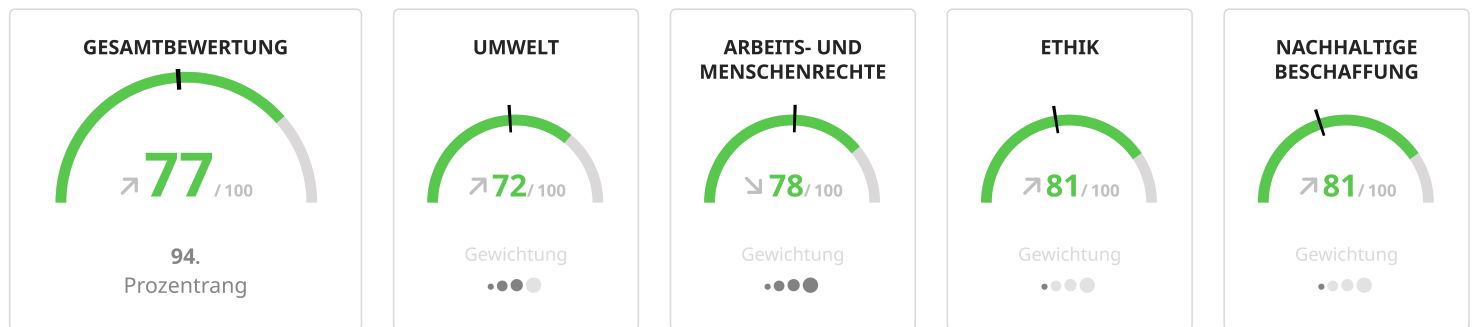 GESAMTBEWERTUNG
77 / 100
94.
Prozentrang
UMWELT
72 / 100
Gewichtung
ARBEITS- UND
MENSCHENRECHTE
78 / 100
Gewichtung
ETHIK
81 / 100
Gewichtung
NACHHALTIGE
BESCHAFFUNG
81 / 100
Gewichtung